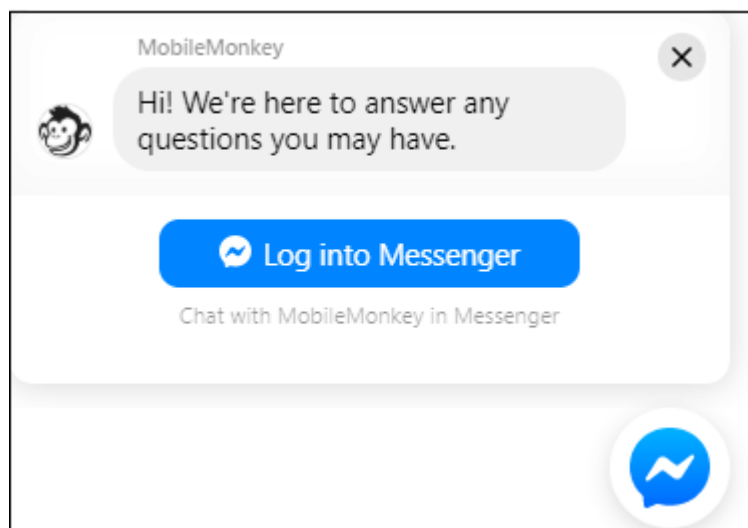 MobileMonkey
Hi! We're here to answer any
questions you may have.
Log into Messenger
Chat with MobileMonkey in Messenger